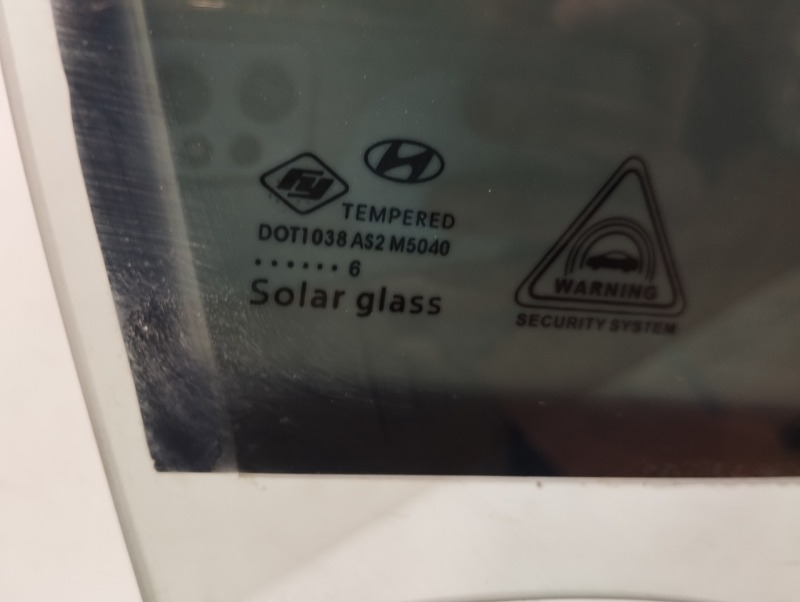 FY
TEMPERED
DOT1038 AS2 M5040
• • • • • • 6
Solar glass
WARNING
SECURITY SYSTEM